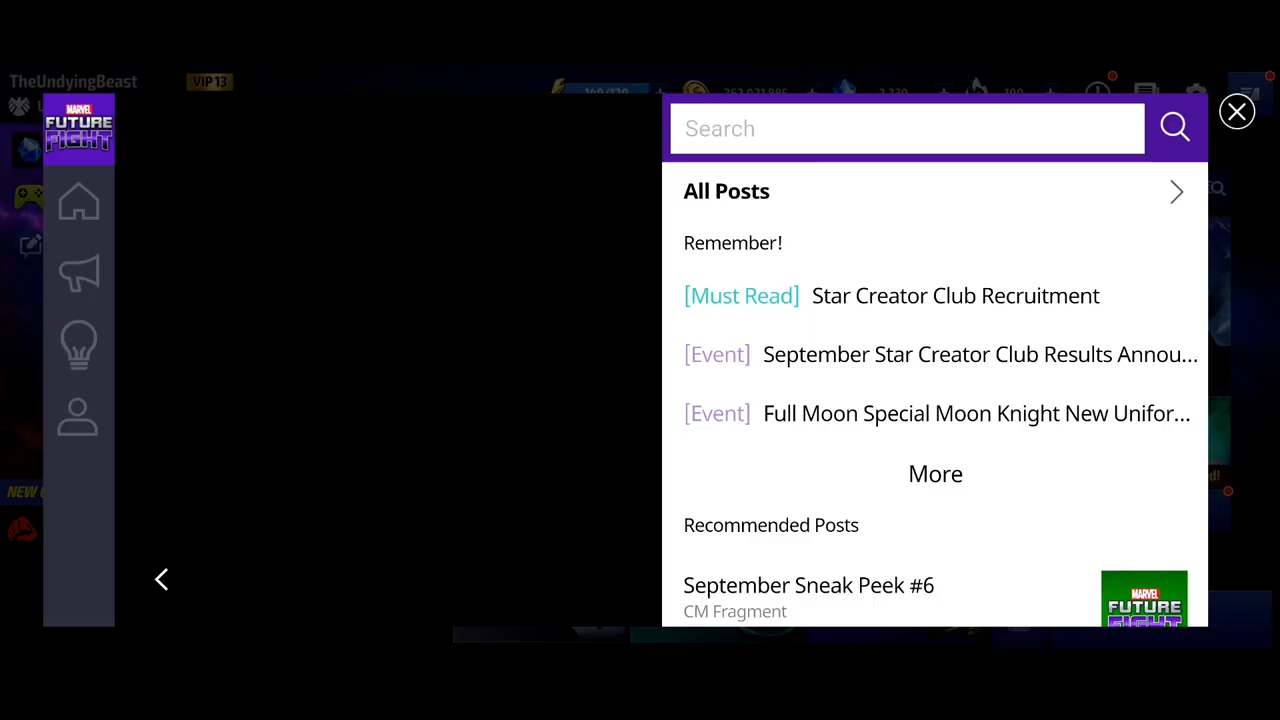 TheUndyingBeast
VIP 13
MARVEL
FUTURE
FIGHT
Search
All Posts
Remember!
[Must Read] Star Creator Club Recruitment
[Event] September Star Creator Club Results Annou...
[Event] Full Moon Special Moon Knight New Unifor...
More
NEW
Recommended Posts
September Sneak Peek #6
CM Fragment
MARVEL
FUTURE
FIGHT